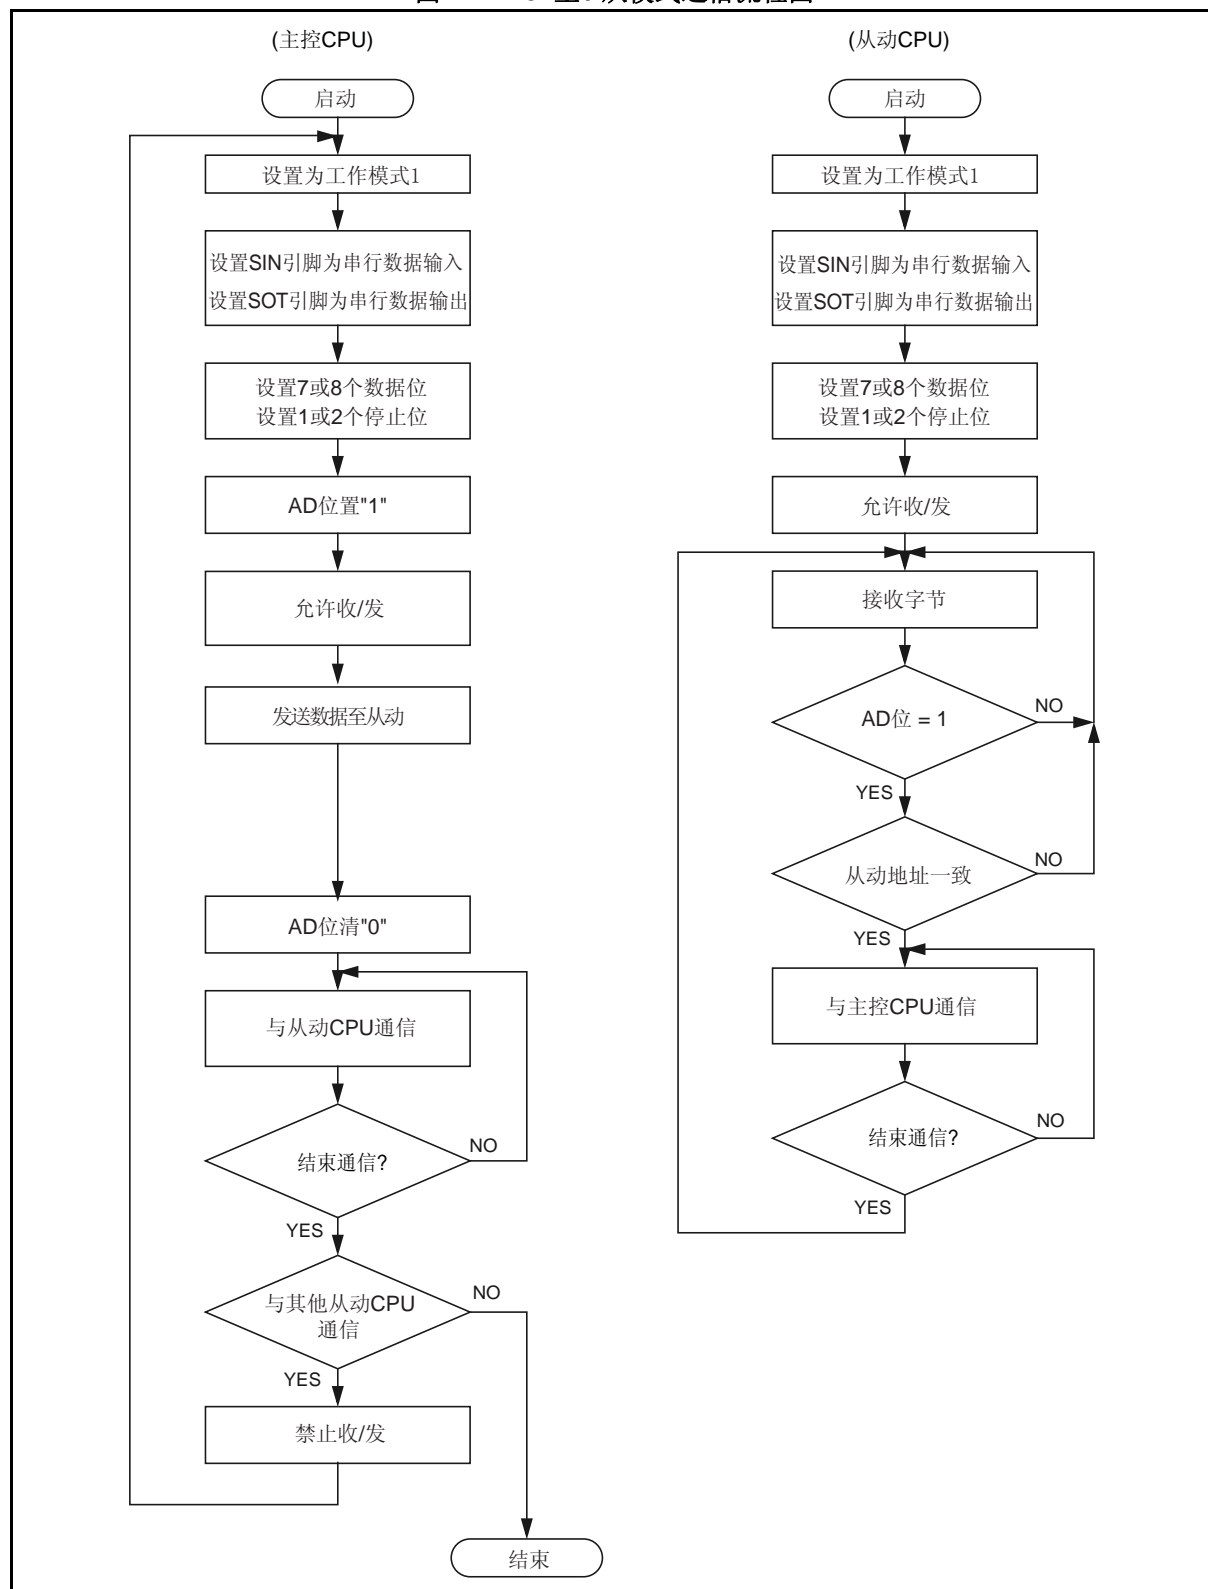 (主控CPU)
启动
设置为工作模式1
设置SIN引脚为串行数据输入
设置SOT引脚为串行数据输出
设置7或8个数据位
设置1或2个停止位
AD位置"1"
允许收/发
发送数据至从动
AD位清"0"
与从动CPU通信
结束通信?
NO
YES
与其他从动CPU
通信
NO
YES
禁止收/发
结束
(从动CPU)
启动
设置为工作模式1
设置SIN引脚为串行数据输入
设置SOT引脚为串行数据输出
设置7或8个数据位
设置1或2个停止位
允许收/发
接收字节
AD位 = 1
NO
YES
从动地址一致
NO
YES
与主控CPU通信
结束通信?
NO
YES